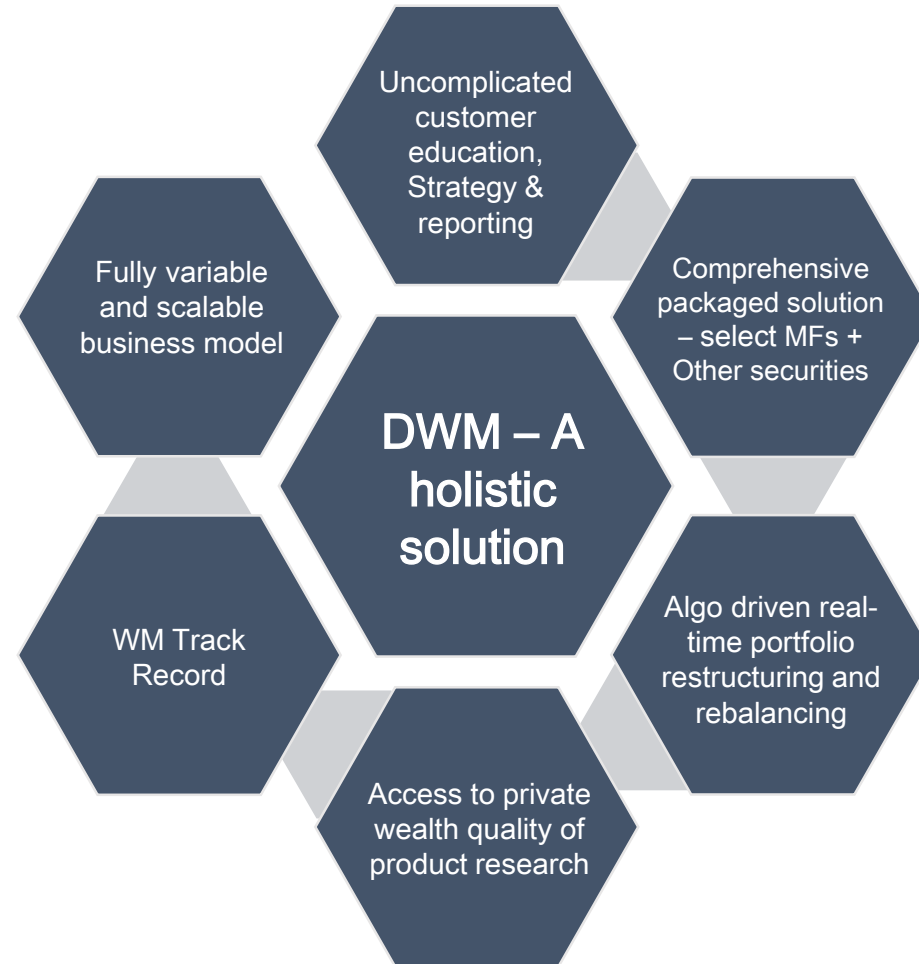 Uncomplicated
customer
education,
Strategy &
reporting
Comprehensive
packaged solution
– select MFs +
Other securities
Algo driven real-
time portfolio
restructuring and
rebalancing
Access to private
wealth quality of
product research
WM Track
Record
Fully variable
and scalable
business model
DWM – A
holistic
solution